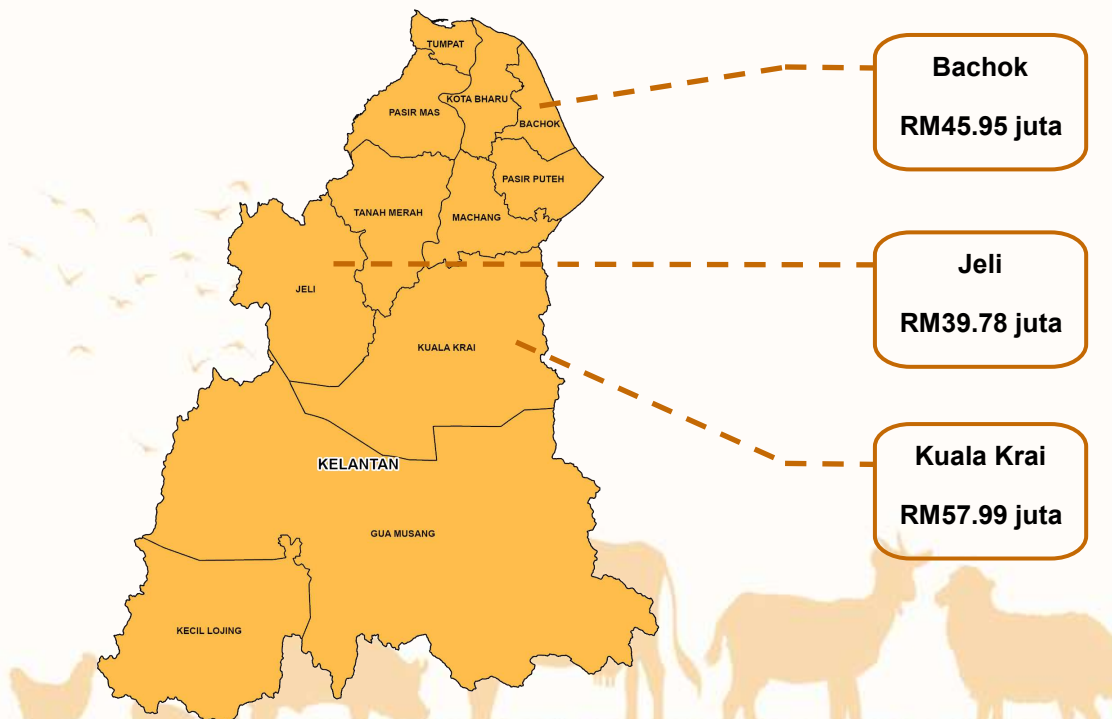 TUMPAT
KOTA BHARU
PASIR MAS
BACHOK
PASIR PUTEH
TANAH MERAH
MACHANG
JELI
KUALA KRAI
KELANTAN
GUA MUSANG
KECIL LOJING
Bachok
RM45.95 juta
Jeli
RM39.78 juta
Kuala Krai
RM57.99 juta